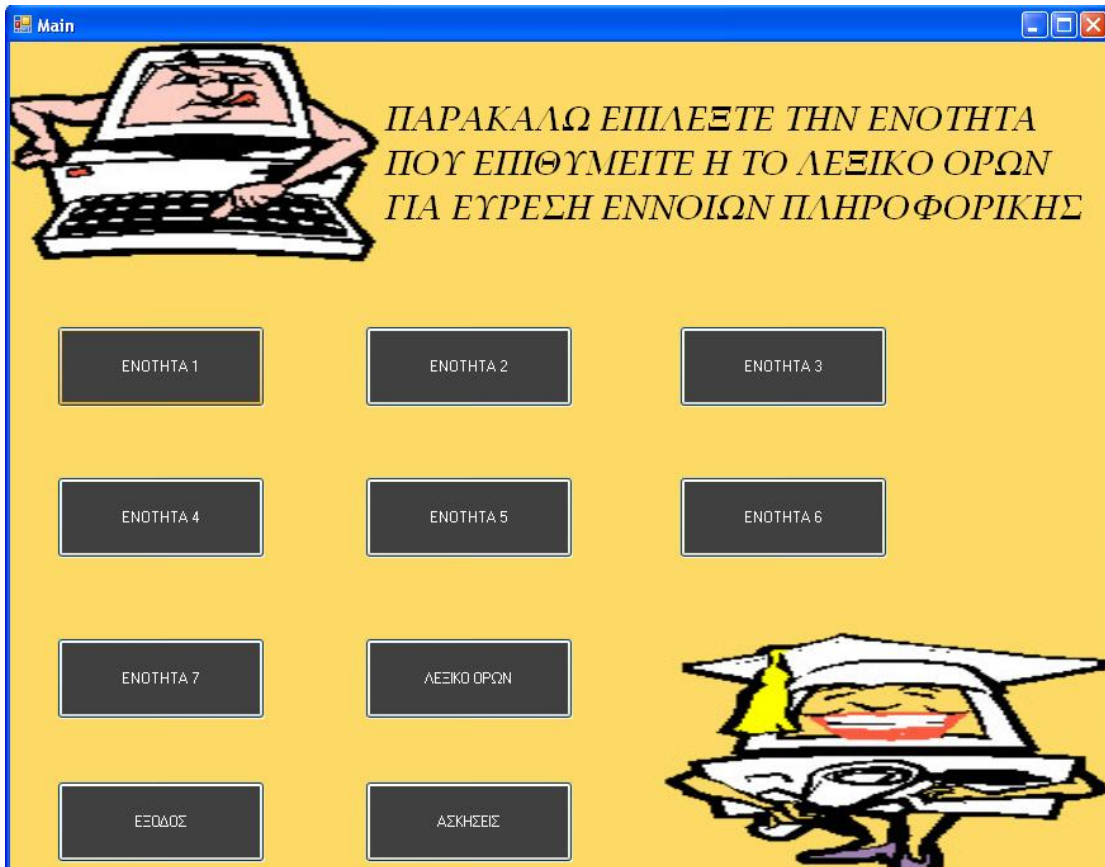 Main
ΠΑΡΑΚΑΛΩ ΕΠΙΛΕΞΤΕ ΤΗΝ ΕΝΟΤΗΤΑ
ΠΟΥ ΕΠΙΘΥΜΕΙΤΕ Η ΤΟ ΛΕΞΙΚΟ ΟΡΩΝ
ΓΙΑ ΕΥΡΕΣΗ ΕΝΝΟΙΩΝ ΠΛΗΡΟΦΟΡΙΚΗΣ
ΕΝΟΤΗΤΑ 1
ΕΝΟΤΗΤΑ 2
ΕΝΟΤΗΤΑ 3
ΕΝΟΤΗΤΑ 4
ΕΝΟΤΗΤΑ 5
ΕΝΟΤΗΤΑ 6
ΕΝΟΤΗΤΑ 7
ΛΕΞΙΚΟ ΟΡΩΝ
ΕΞΟΔΟΣ
ΑΣΚΗΣΕΙΣ